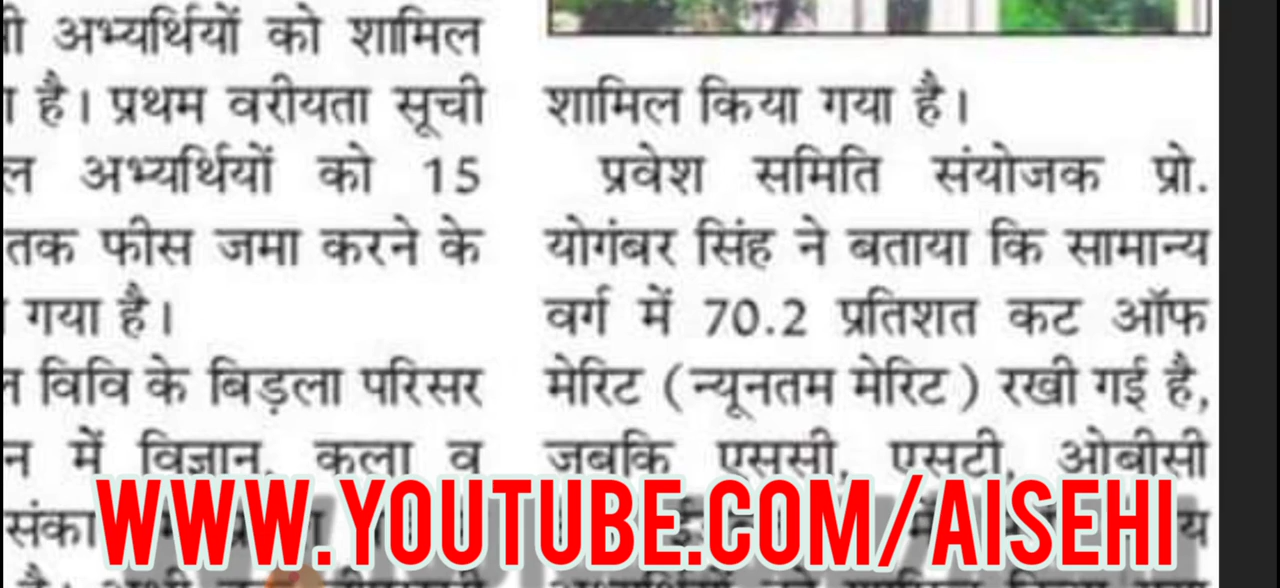 अभ्यर्थियों को शामिल
है। प्रथम वरीयता सूची
अभ्यर्थियों को 15
तक फीस जमा करने के
गया है।
विवि के बिड़ला परिसर
में विज्ञान, कला व
शामिल किया गया है।
प्रवेश समिति संयोजक प्रो.
योगंबर सिंह ने बताया कि सामान्य
वर्ग में 70.2 प्रतिशत कट ऑफ
मेरिट (न्यूनतम मेरिट) रखी गई है,
जबकि एससी, एसटी, ओबीसी
WWW.YOUTUBE.COM/AISEHI